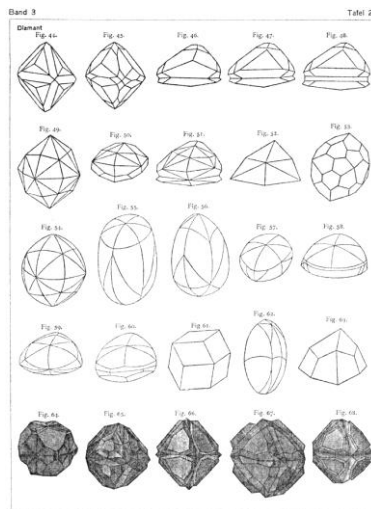 Band 3 Tafel 2
Diamant
Fig. 44. Fig. 45. Fig. 46. Fig. 47. Fig. 48.
Fig. 49. Fig. 50. Fig. 51. Fig. 52. Fig. 53.
Fig. 54. Fig. 55. Fig. 56. Fig. 57. Fig. 58.
Fig. 59. Fig. 60. Fig. 61. Fig. 62. Fig. 63.
Fig. 64. Fig. 65. Fig. 66. Fig. 67. Fig. 68.